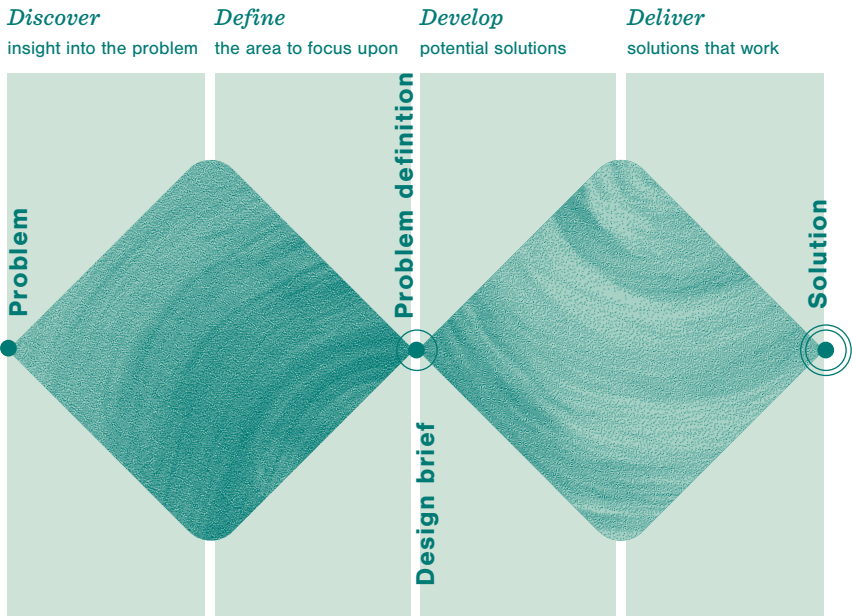 Discover
insight into the problem
Define
the area to focus upon
Develop
potential solutions
Deliver
solutions that work
Problem
Problem definition
Design brief
Solution